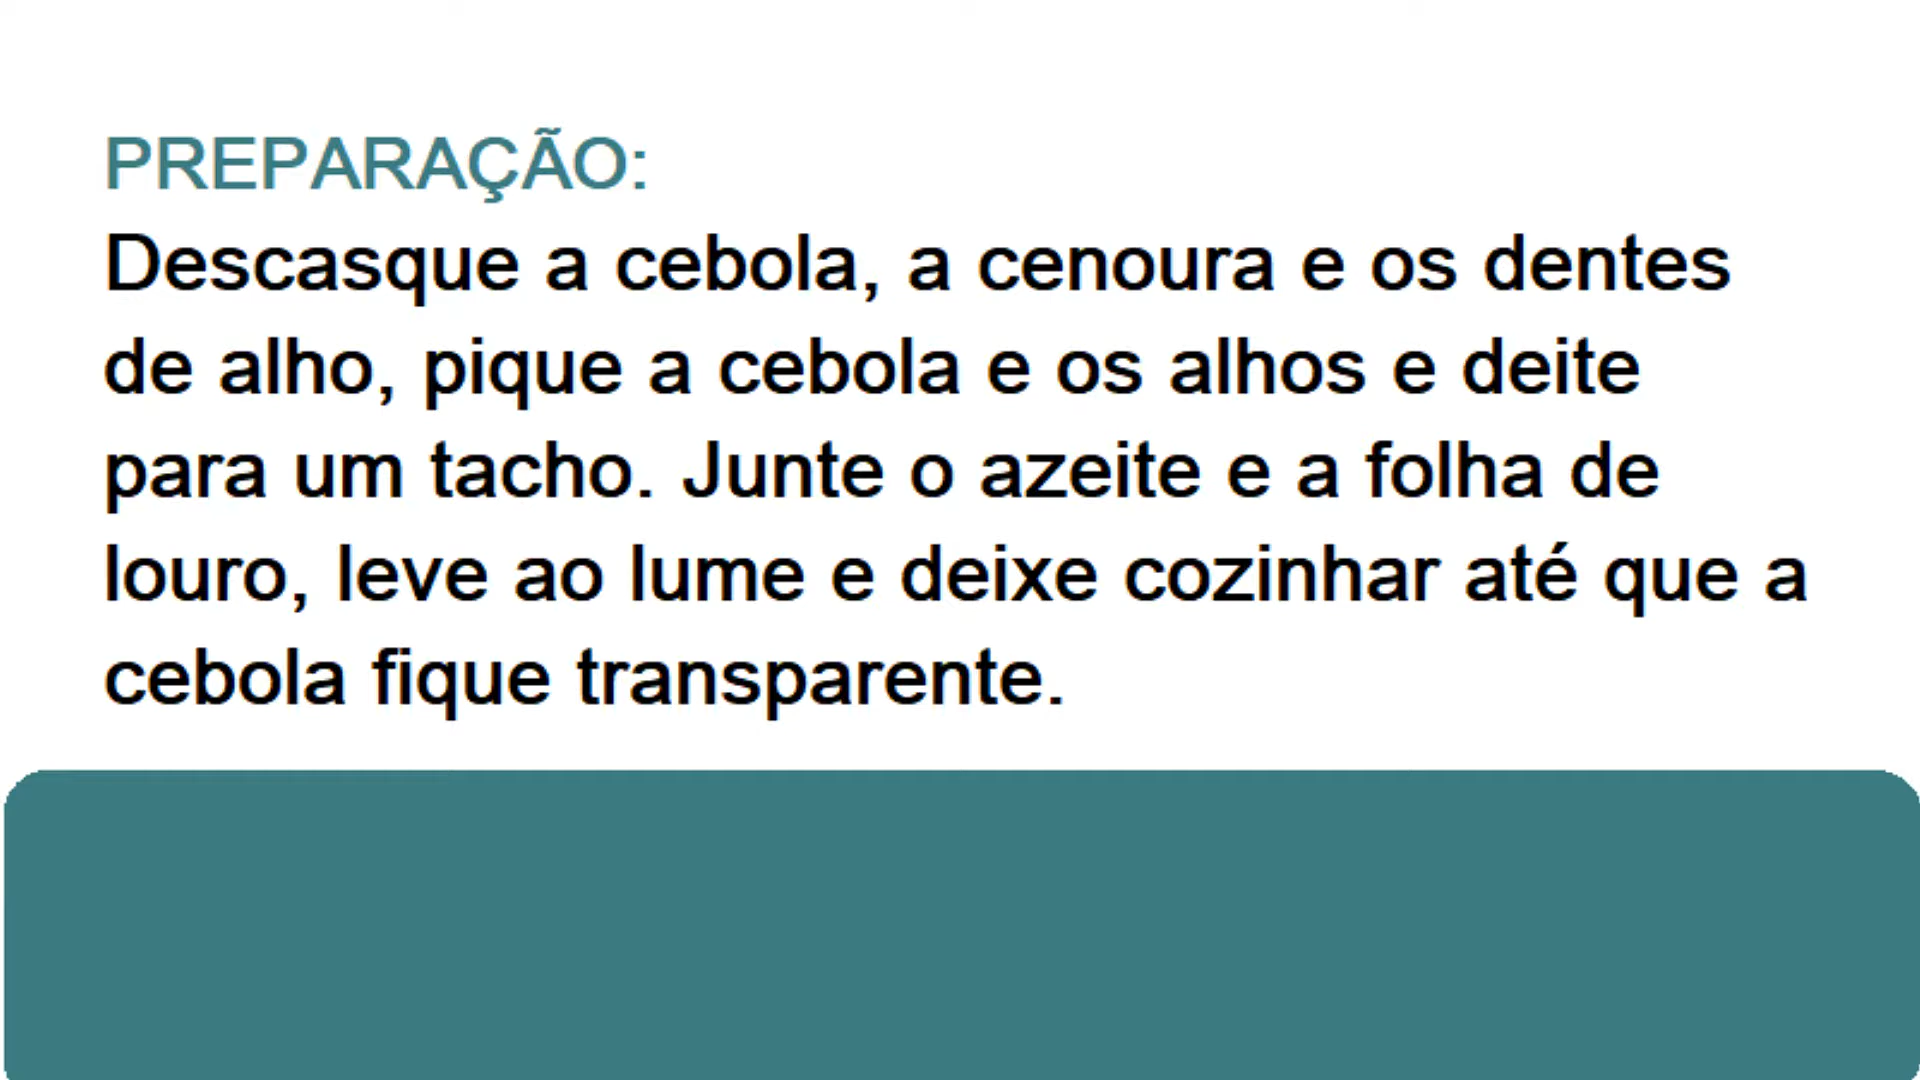 PREPARAÇÃO:
Descasque a cebola, a cenoura e os dentes
de alho, pique a cebola e os alhos e deite
para um tacho. Junte o azeite e a folha de
louro, leve ao lume e deixe cozinhar até que a
cebola fique transparente.